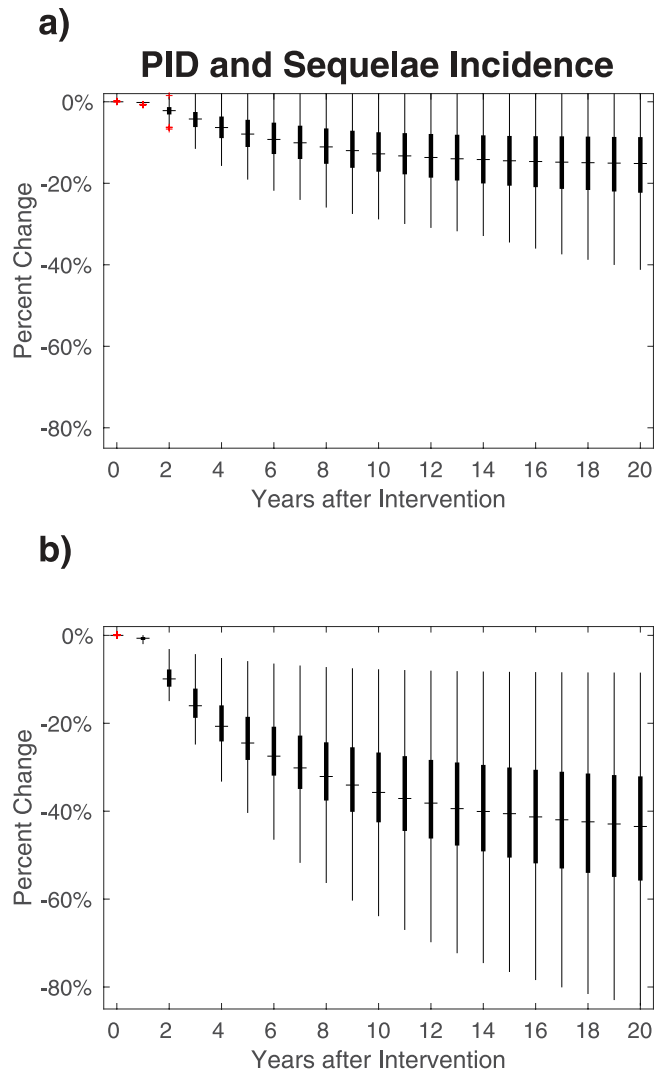 a)
PID and Sequelae Incidence
0%
-20%
-40%
-60%
-80%
Percent Change
0 2 4 6 8 10 12 14 16 18 20
Years after Intervention
b)
0%
-20%
-40%
-60%
-80%
Percent Change
0 2 4 6 8 10 12 14 16 18 20
Years after Intervention